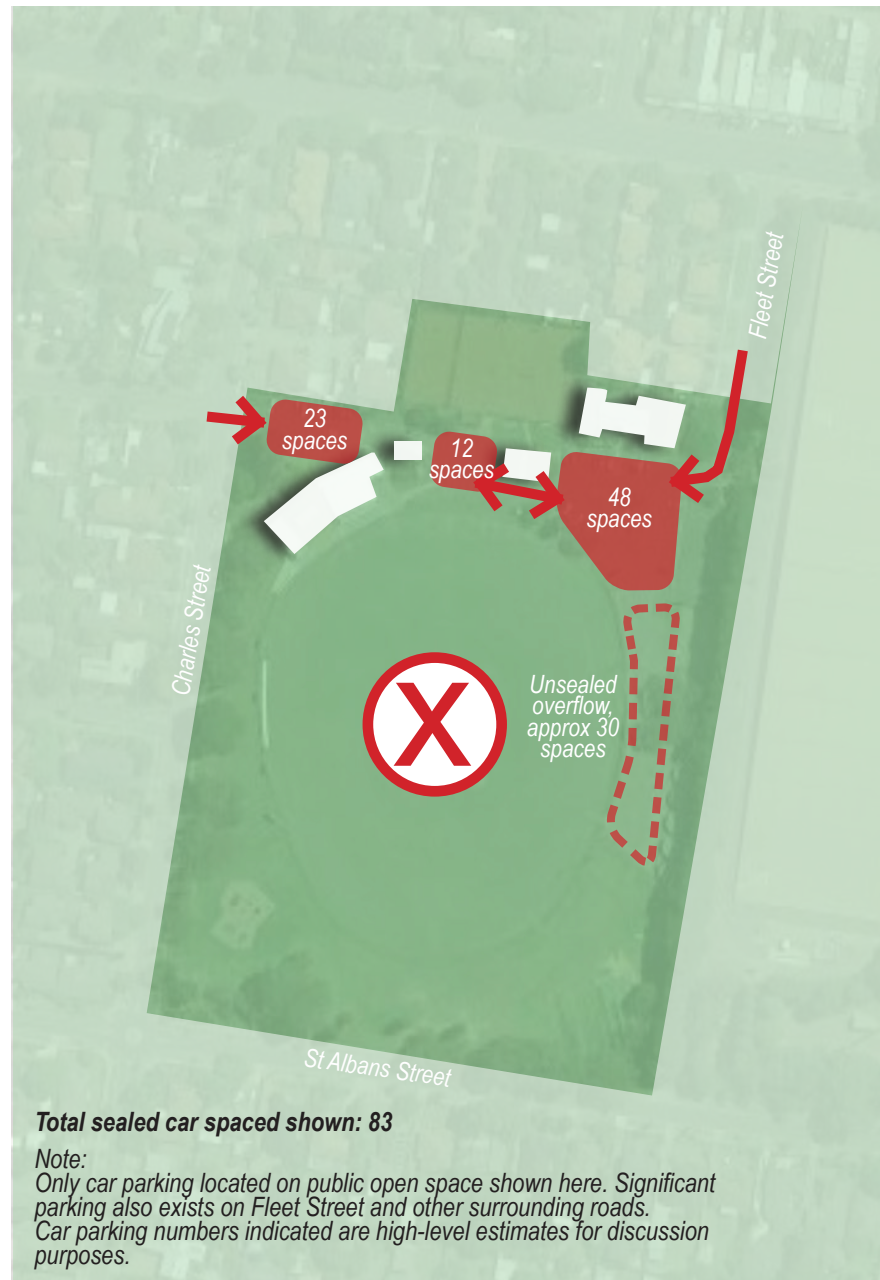 Fleet Street
23
spaces
12
spaces
48
spaces
Charles Street
Unsealed
overflow,
approx 30
spaces
X
St Albans Street
Total sealed car spaced shown: 83
Note:
Only car parking located on public open space shown here. Significant
parking also exists on Fleet Street and other surrounding roads.
Car parking numbers indicated are high-level estimates for discussion
purposes.